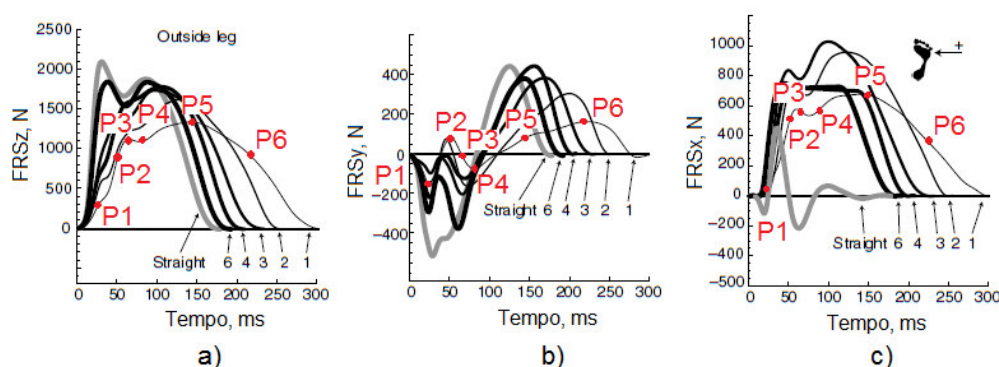 Outside leg
FRSz, N
2500
2000
1500
1000
500
0
P1
P2
P3
P4
P5
P6
Straight 6 4 3 2 1
0 50 100 150 200 250 300
Tempo, ms
a)
FRSy, N
400
200
0
−200
−400
P1
P2
P3
P4
P5
P6
Straight 6 4 3 2 1
0 50 100 150 200 250 300
Tempo, ms
b)
FRSx, N
1000
800
600
400
200
0
−500
−500
P1
P2
P3
P4
P5
P6
+
Straight 6 4 3 2 1
0 50 100 150 200 250 300
Tempo, ms
c)